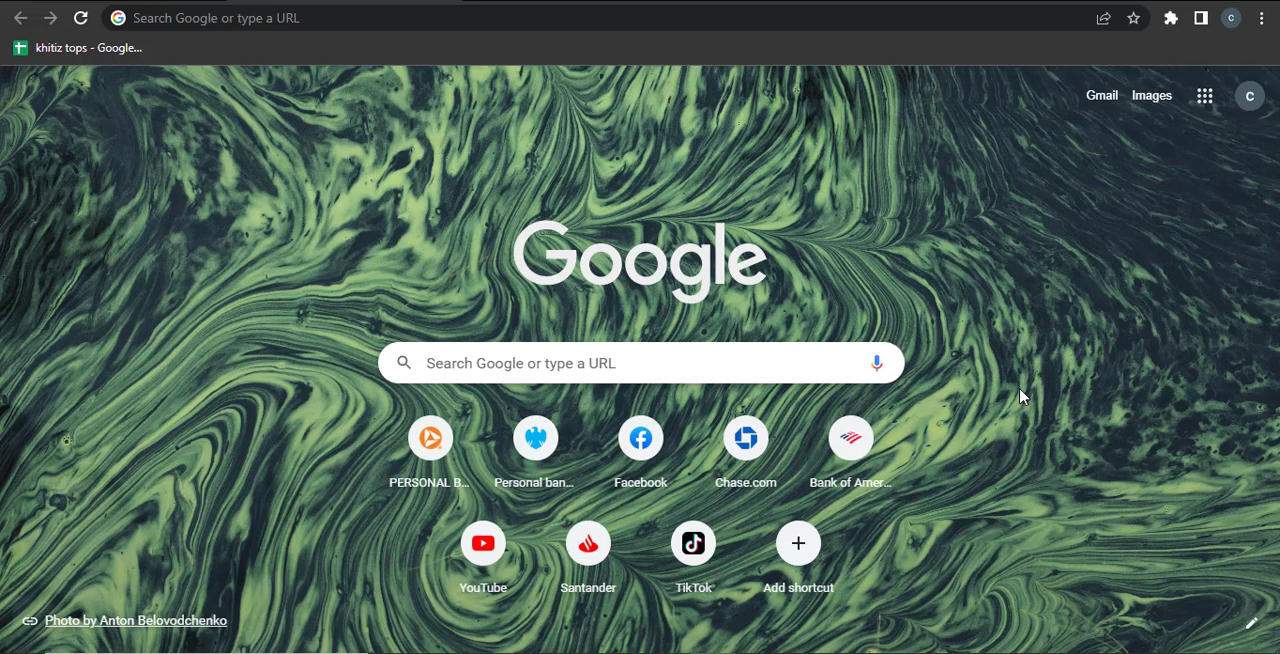 Search Google or type a URL
C
khitiz tops - Google...
Gmail Images
C
Google
Search Google or type a URL
PERSONAL B... Personal ban... Facebook Chase.com Bank of Amer...
YouTube Santander TikTok Add shortcut
Photo by Anton Belovodchenko